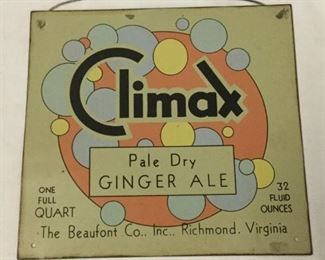 Climax
Pale Dry
GINGER ALE
ONE
FULL
QUART
32
FLUID
OUNCES
The Beaufont Co., Inc., Richmond, Virginia